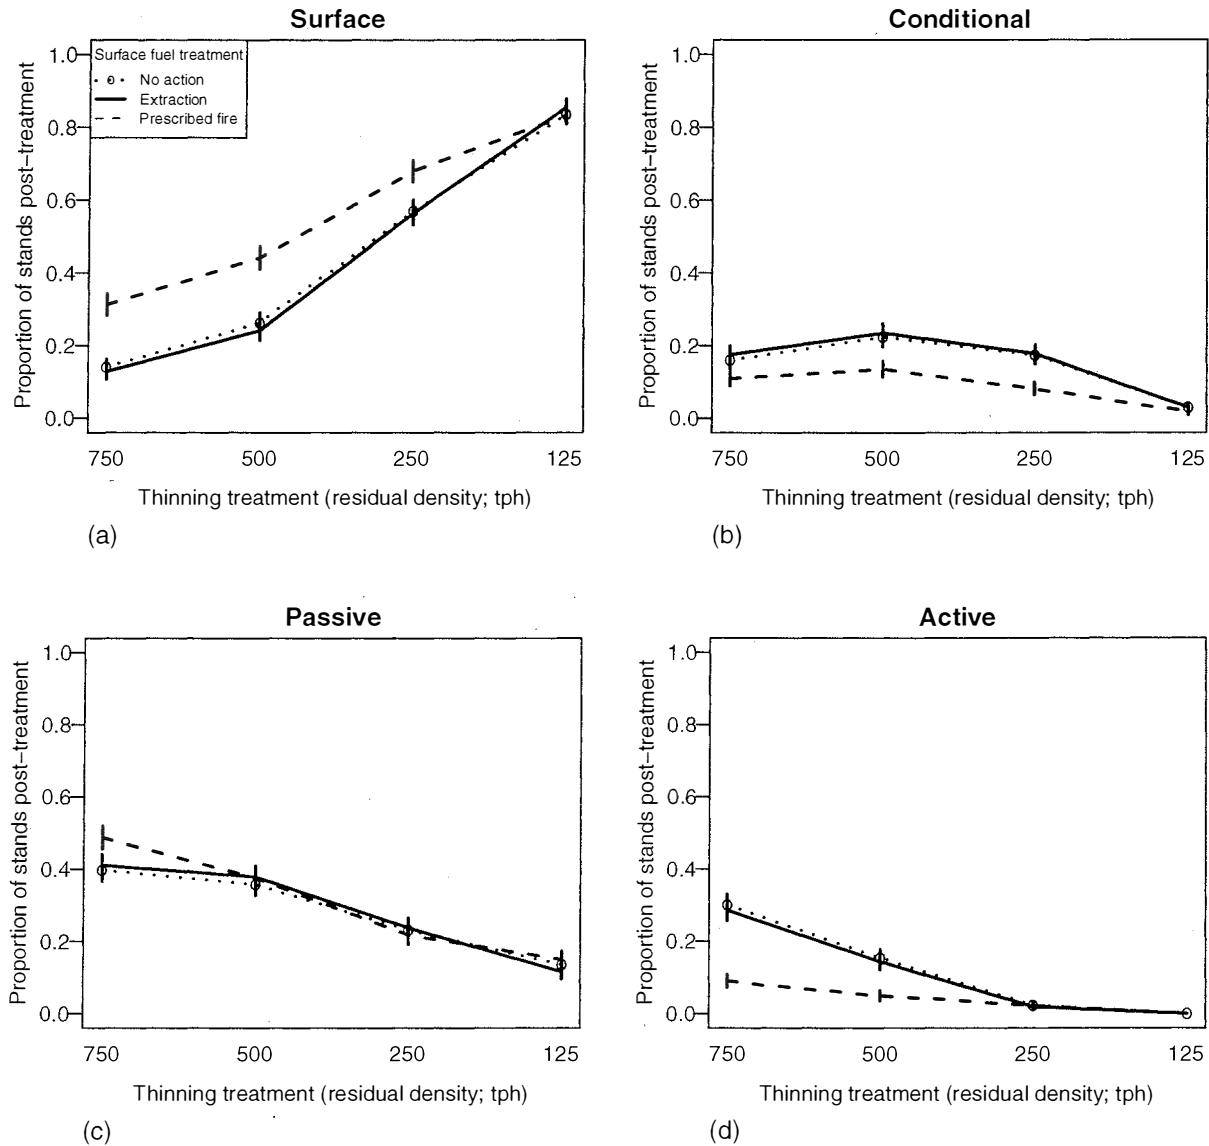 Surface
Proportion of stands post-treatment
1.0
0.8
0.6
0.4
0.2
0.0
Surface fuel treatment
No action
Extraction
Prescribed fire
750 500 250 125
Thinning treatment (residual density; tph)
(a)
Conditional
Proportion of stands post-treatment
1.0
0.8
0.6
0.4
0.2
0.0
750 500 250 125
Thinning treatment (residual density; tph)
(b)
Passive
Proportion of stands post-treatment
1.0
0.8
0.6
0.4
0.2
0.0
750 500 250 125
Thinning treatment (residual density; tph)
(c)
Active
Proportion of stands post-treatment
1.0
0.8
0.6
0.4
0.2
0.0
750 500 250 125
Thinning treatment (residual density; tph)
(d)